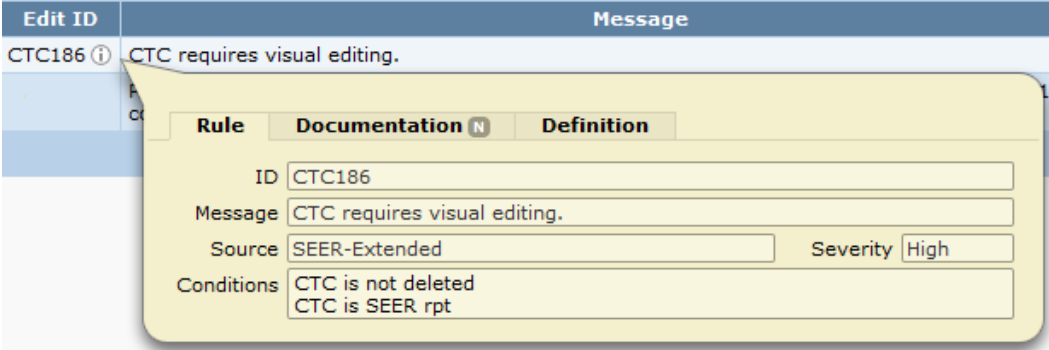 Edit ID Message
CTC186 CTC requires visual editing.
Rule Documentation N Definition
ID CTC186
Message CTC requires visual editing.
Source SEER-Extended Severity High
Conditions CTC is not deleted
CTC is SEER rpt